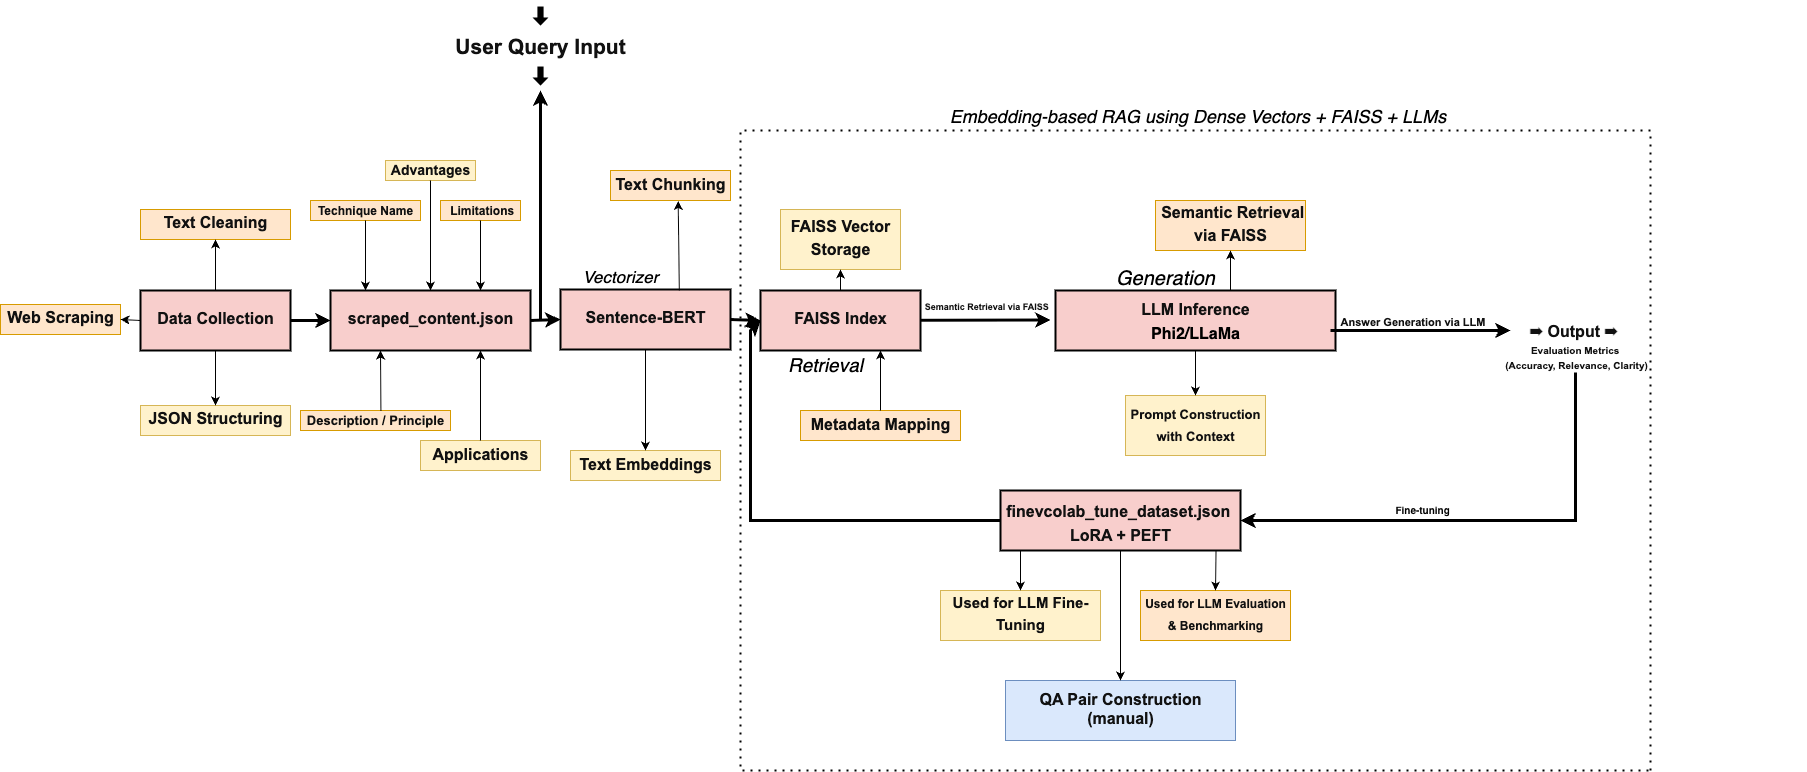 User Query Input
Embedding-based RAG using Dense Vectors + FAISS + LLMs
Advantages
Technique Name
Limitations
Text Cleaning
Text Chunking
FAISS Vector
Storage
Semantic Retrieval
via FAISS
Vectorizer
Generation
Web Scraping
Data Collection
scraped_content.json
Sentence-BERT
FAISS Index
Semantic Retrieval via FAISS
LLM Inference
Phi2/LLaMa
Answer Generation via LLM
➡ Output ➡
Evaluation Metrics
(Accuracy, Relevance, Clarity)
Retrieval
JSON Structuring
Description / Principle
Applications
Text Embeddings
Metadata Mapping
Prompt Construction
with Context
finevcolab_tune_dataset.json
LoRA + PEFT
Fine-tuning
Used for LLM Fine-
Tuning
Used for LLM Evaluation
& Benchmarking
QA Pair Construction
(manual)